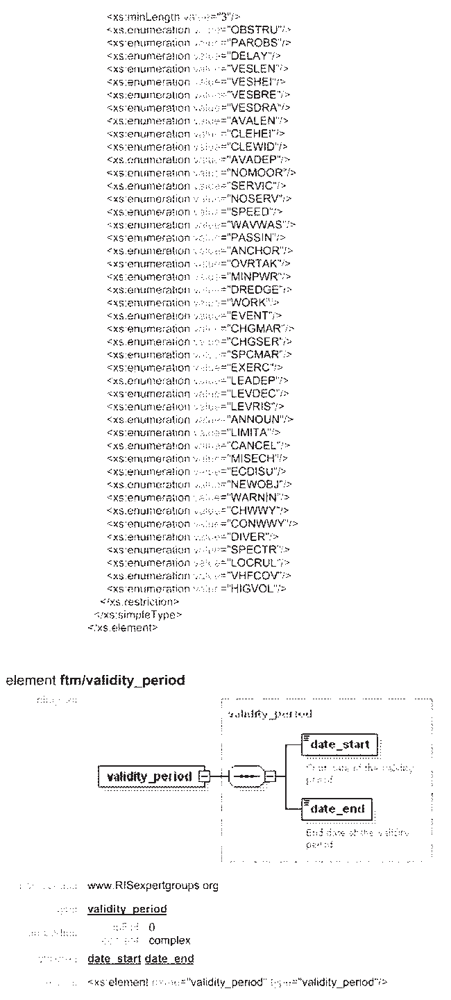 <xs:minLength value="3"/>
<xs:enumeration value="OBSTRU"/>
<xs:enumeration value="PAROBS"/>
<xs:enumeration value="DELAY"/>
<xs:enumeration value="VESLEN"/>
<xs:enumeration value="VESHEI"/>
<xs:enumeration value="VESBRE"/>
<xs:enumeration value="VESDRA"/>
<xs:enumeration value="AVALEN"/>
<xs:enumeration value="CLEHEI"/>
<xs:enumeration value="CLEWID"/>
<xs:enumeration value="AVADEP"/>
<xs:enumeration value="NOMOOR"/>
<xs:enumeration value="SERVIC"/>
<xs:enumeration value="NOSERV"/>
<xs:enumeration value="SPEED"/>
<xs:enumeration value="WAVWAS"/>
<xs:enumeration value="PASSIN"/>
<xs:enumeration value="ANCHOR"/>
<xs:enumeration value="OVRTAK"/>
<xs:enumeration value="MINPWR"/>
<xs:enumeration value="DREDGE"/>
<xs:enumeration value="WORK"/>
<xs:enumeration value="EVENT"/>
<xs:enumeration value="CHGMAR"/>
<xs:enumeration value="CHGSER"/>
<xs:enumeration value="SPCMAR"/>
<xs:enumeration value="EXERC"/>
<xs:enumeration value="LEADEP"/>
<xs:enumeration value="LEVDEC"/>
<xs:enumeration value="LEVRIS"/>
<xs:enumeration value="ANNOUN"/>
<xs:enumeration value="LIMITA"/>
<xs:enumeration value="CANCEL"/>
<xs:enumeration value="MISECH"/>
<xs:enumeration value="ECDISU"/>
<xs:enumeration value="NEWOBJ"/>
<xs:enumeration value="WARNIN"/>
<xs:enumeration value="CHWWY"/>
<xs:enumeration value="CONWWY"/>
<xs:enumeration value="DIVER"/>
<xs:enumeration value="SPECTR"/>
<xs:enumeration value="LOCRUL"/>
<xs:enumeration value="VHFCOV"/>
<xs:enumeration value="HIGVOL"/>
</xs:restriction>
</xs:simpleType>
</xs:element>
element ftm/validity_period
diagram
validity_period
date_start
Start date of the validity
period
validity_period
date_end
End date of the validity
period
www.RISexpertgroups.org
type validity_period
0
complex
children date_start date_end
<xs:element name="validity_period" type="validity_period"/>